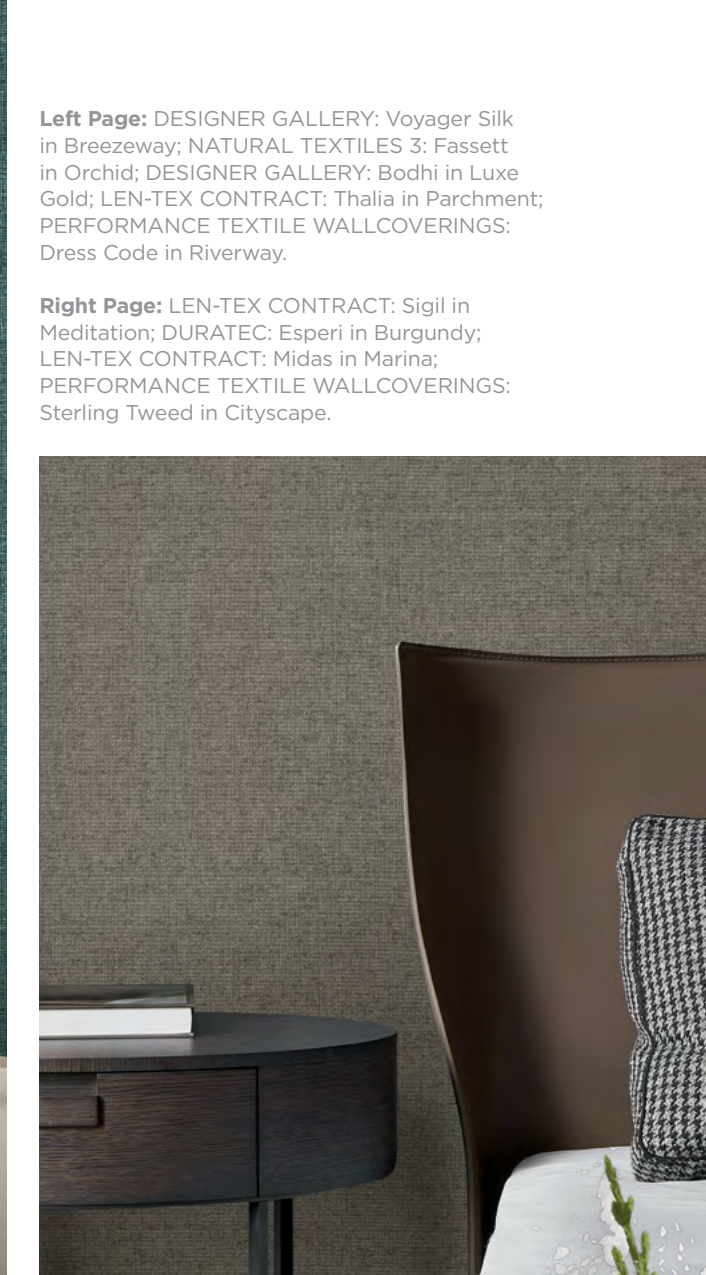 Left Page: DESIGNER GALLERY: Voyager Silk
in Breezeway; NATURAL TEXTILES 3: Fassett
in Orchid; DESIGNER GALLERY: Bodhi in Luxe
Gold; LEN-TEX CONTRACT: Thalia in Parchment;
PERFORMANCE TEXTILE WALLCOVERINGS:
Dress Code in Riverway.
Right Page: LEN-TEX CONTRACT: Sigil in
Meditation; DURATEC: Esperi in Burgundy;
LEN-TEX CONTRACT: Midas in Marina;
PERFORMANCE TEXTILE WALLCOVERINGS:
Sterling Tweed in Cityscape.